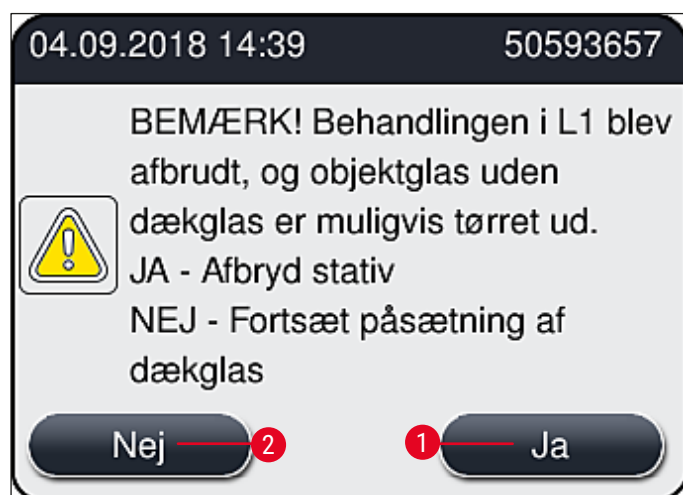 04.09.2018 14:39 50593657
BEMÆRK! Behandlingen i L1 blev
afbrudt, og objektglas uden
dækglas er muligvis tørret ud.
JA - Afbryd stativ
NEJ - Fortsæt påsætning af
dækglas
Nej 2 1 Ja